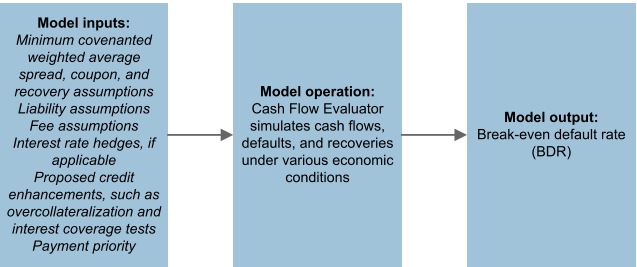 Model inputs:
Minimum covenanted
weighted average
spread, coupon, and
recovery assumptions
Liability assumptions
Fee assumptions
Interest rate hedges, if
applicable
Proposed credit
enhancements, such as
overcollateralization and
interest coverage tests
Payment priority
Model operation:
Cash Flow Evaluator
simulates cash flows,
defaults, and recoveries
under various economic
conditions
Model output:
Break-even default rate
(BDR)